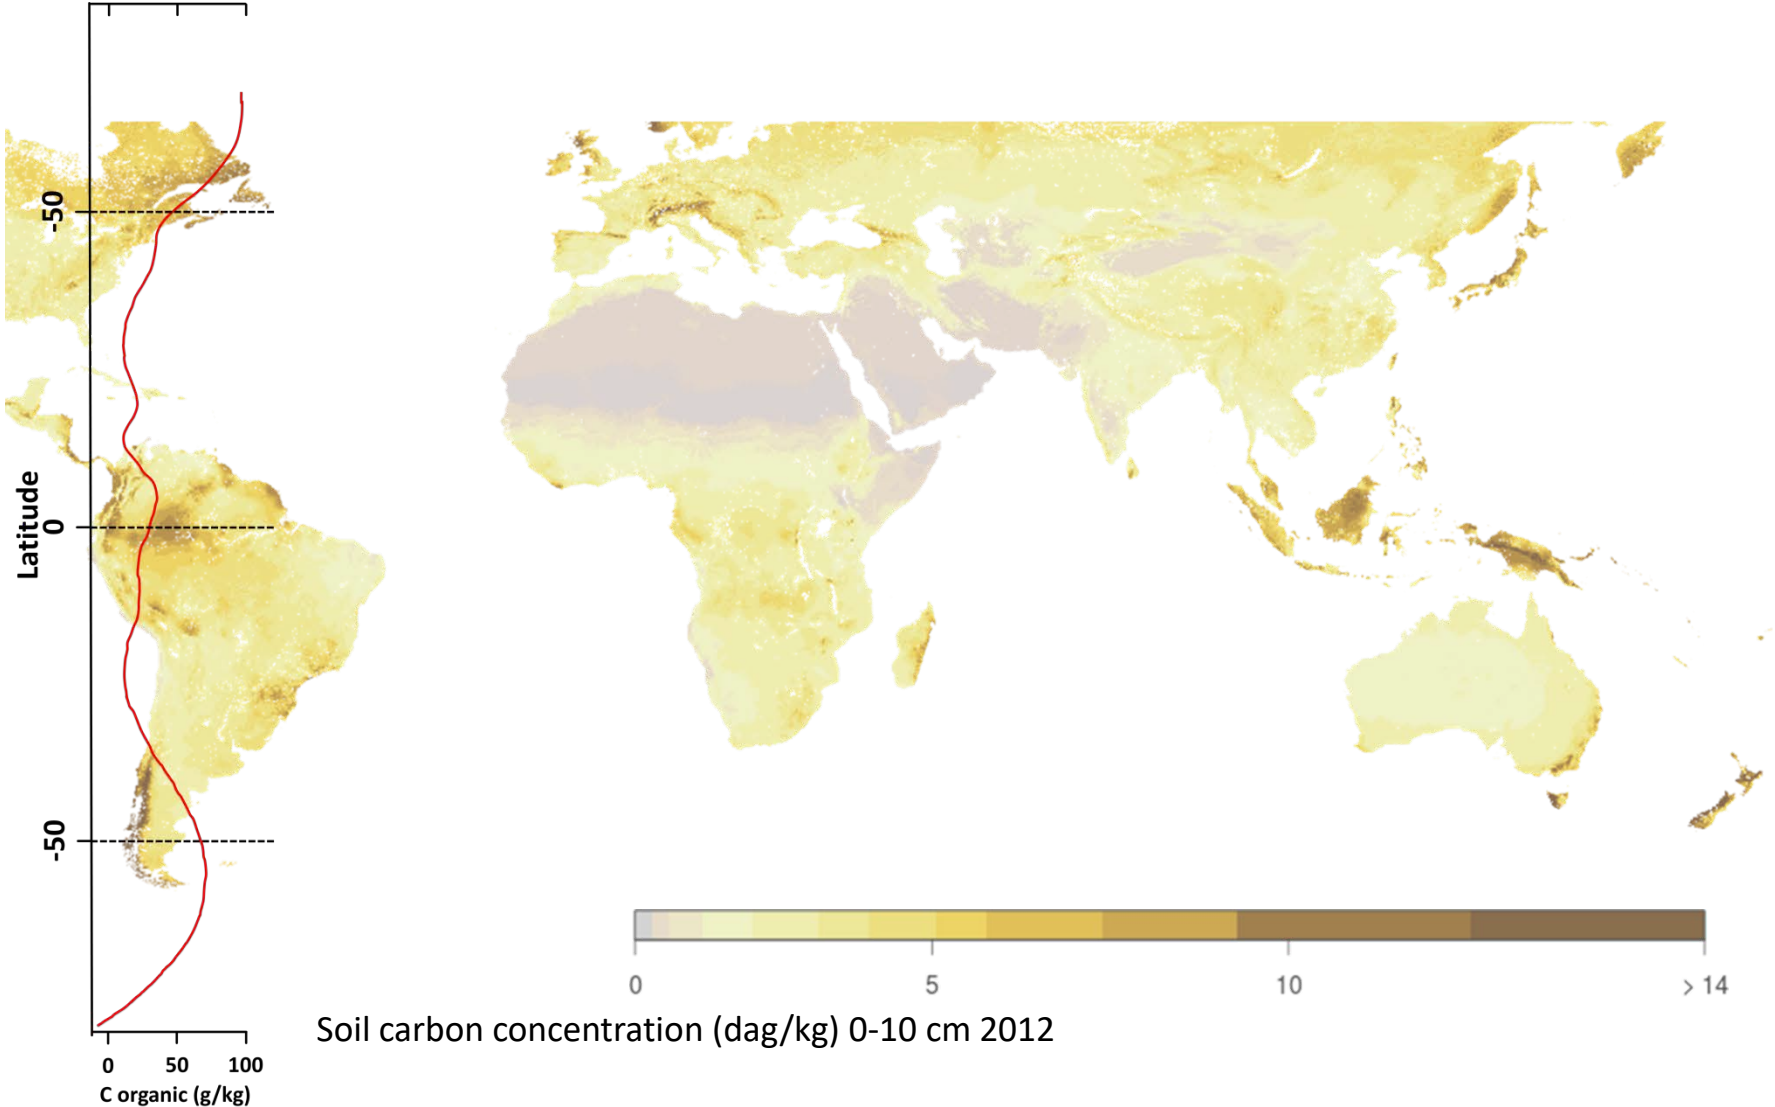 -50
0
-50
Latitude
0 50 100
C organic (g/kg)
0 5 10 > 14
Soil carbon concentration (dag/kg) 0-10 cm 2012